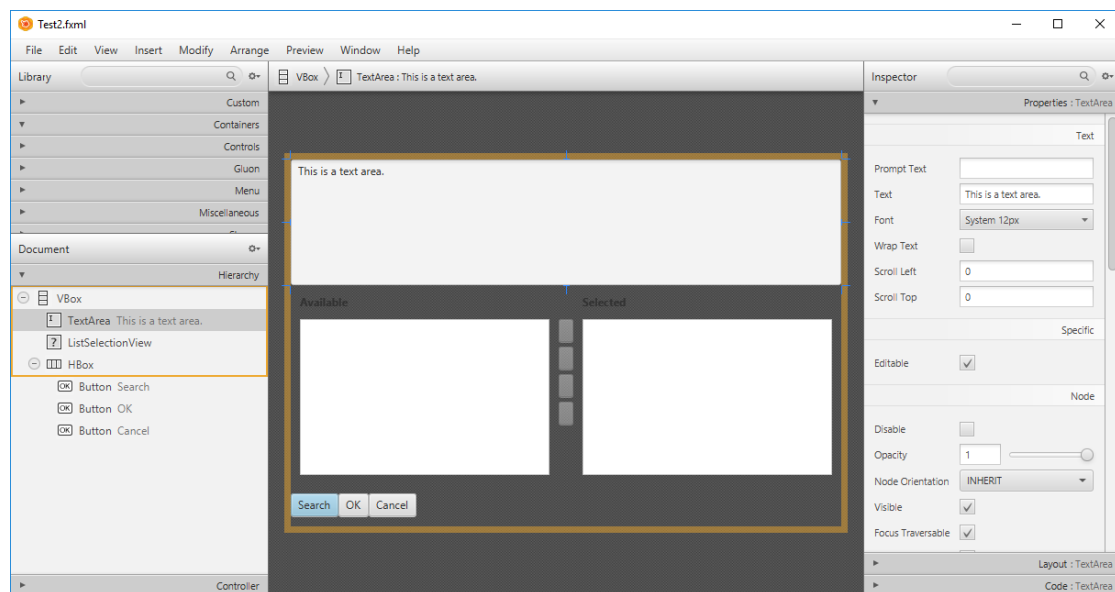 Test2.fxml
File Edit View Insert Modify Arrange Preview Window Help
Library
Custom
Containers
Controls
Gluon
Menu
Miscellaneous
Document
Hierarchy
VBox
TextArea This is a text area.
? ListSelectionView
HBox
OK Button Search
OK Button OK
OK Button Cancel
Controller
VBox TextArea : This is a text area.
This is a text area.
Available Selected
Search OK Cancel
Inspector
Properties : TextArea
Text
Prompt Text
Text This is a text area.
Font System 12px
Wrap Text
Scroll Left 0
Scroll Top 0
Specific
Editable
Node
Disable
Opacity 1
Node Orientation INHERIT
Visible
Focus Traversable
Layout : TextArea
Code : TextArea